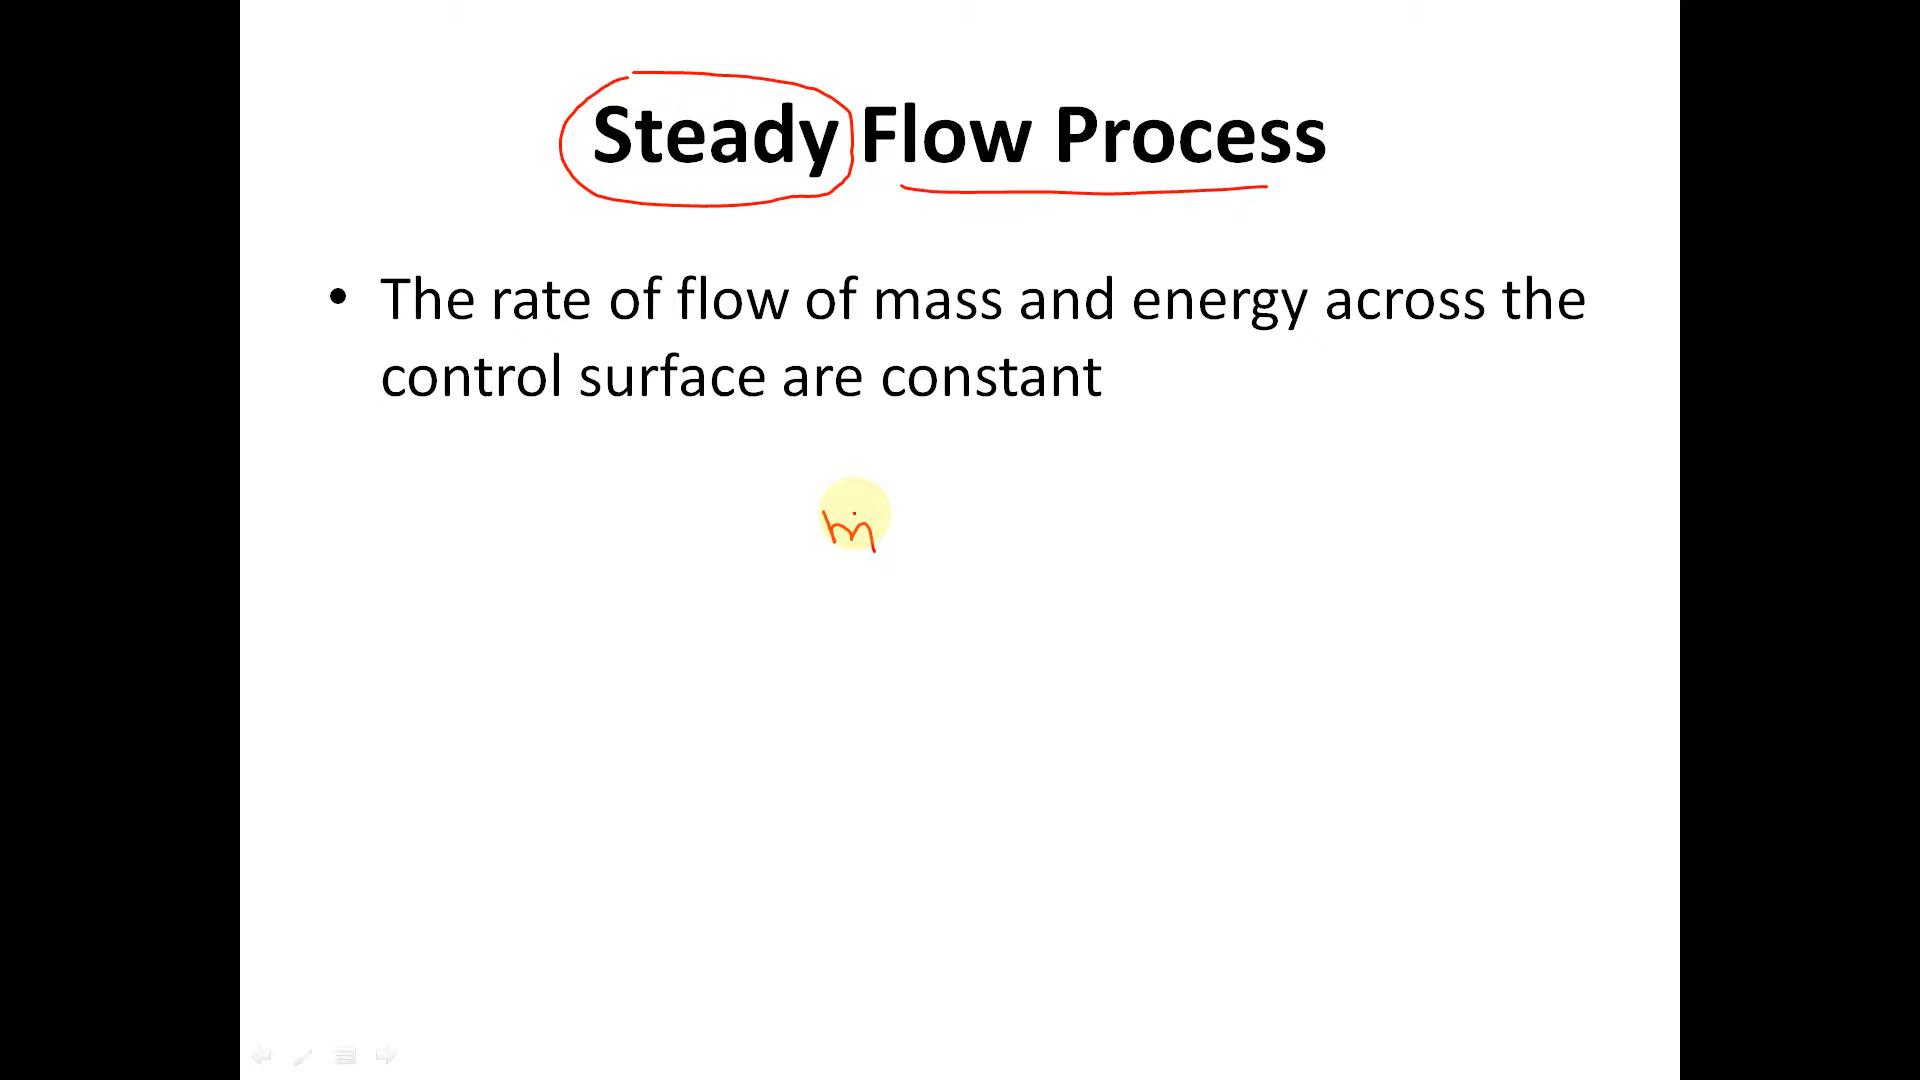 Steady Flow Process
• The rate of flow of mass and energy across the
control surface are constant
ṁ